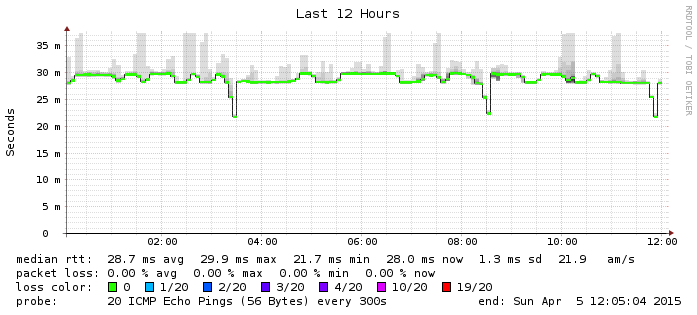 Last 12 Hours
RRDTOOL / TOBI OETIKER
Seconds
35 m
30 m
25 m
20 m
15 m
10 m
5 m
0
02:00 04:00 06:00 08:00 10:00 12:00
median rtt: 28.7 ms avg 29.9 ms max 21.7 ms min 28.0 ms now 1.3 ms sd 21.9 am/s
packet loss: 0.00 % avg 0.00 % max 0.00 % min 0.00 % now
loss color: 0 1/20 2/20 3/20 4/20 10/20 19/20
probe: 20 ICMP Echo Pings (56 Bytes) every 300s end: Sun Apr 5 12:05:04 2015